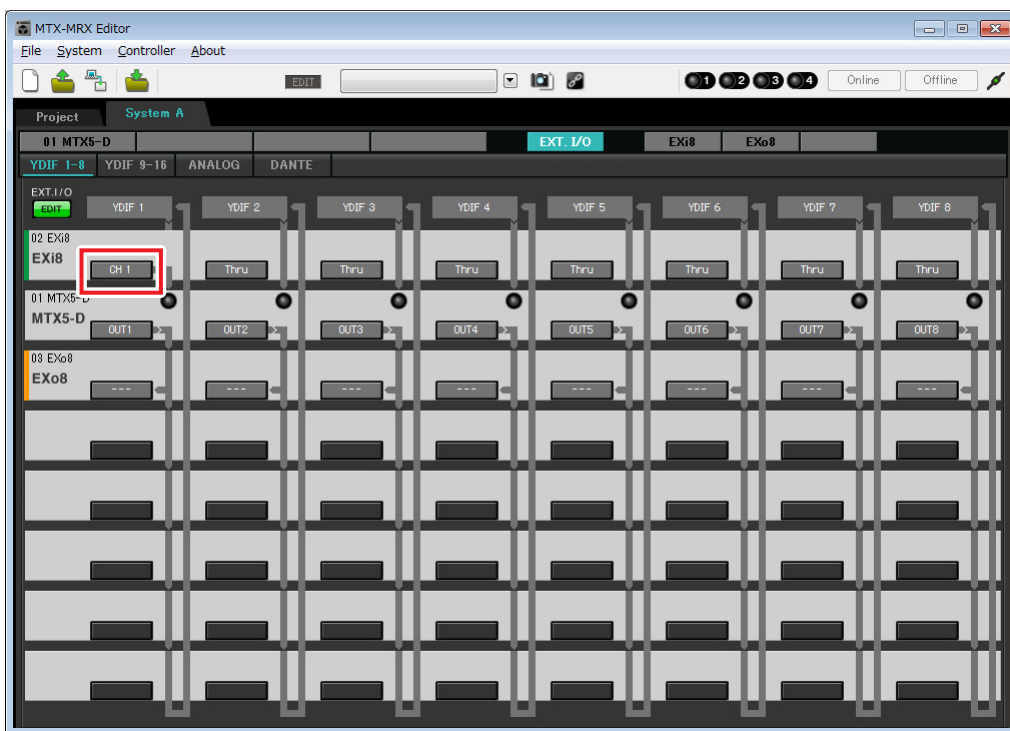 MTX-MRX Editor
File System Controller About
EDIT 1 2 3 4 Online Offline
Project System A
01 MTX5-D EXT. I/O EXi8 EXo8
YDIF 1-8 YDIF 9-16 ANALOG DANTE
EXT.I/O
EDIT YDIF 1 YDIF 2 YDIF 3 YDIF 4 YDIF 5 YDIF 6 YDIF 7 YDIF 8
02 EXi8
EXi8
CH 1 Thru Thru Thru Thru Thru Thru Thru
01 MTX5-D
MTX5-D
OUT1 OUT2 OUT3 OUT4 OUT5 OUT6 OUT7 OUT8
03 EXo8
EXo8
--- --- --- --- --- --- --- ---